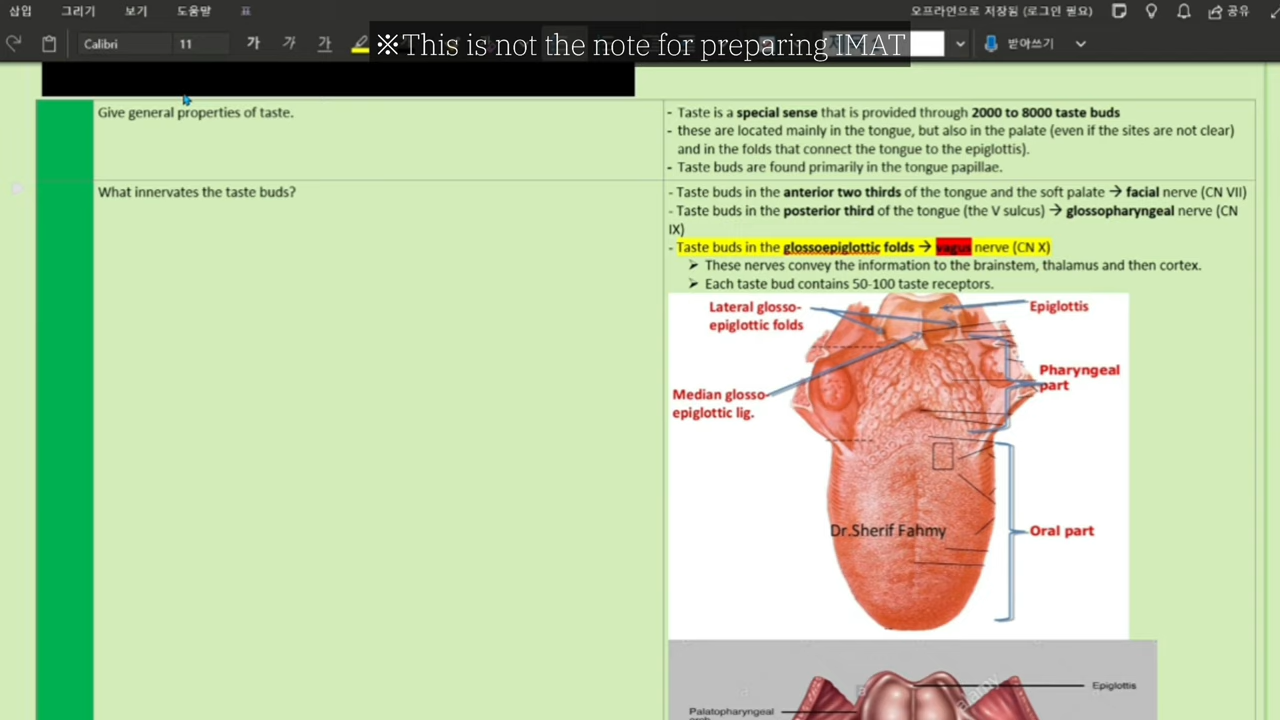 삽입 그리기 보기 도움말 표 오프라인으로 저장됨 (로그인 필요) 공유
Calibri 11 가 가 가 받아쓰기
※This is not the note for preparing IMAT
Give general properties of taste.
- Taste is a special sense that is provided through 2000 to 8000 taste buds
- these are located mainly in the tongue, but also in the palate (even if the sites are not clear)
and in the folds that connect the tongue to the epiglottis).
- Taste buds are found primarily in the tongue papillae.
What innervates the taste buds?
- Taste buds in the anterior two thirds of the tongue and the soft palate → facial nerve (CN VII)
- Taste buds in the posterior third of the tongue (the V sulcus) → glossopharyngeal nerve (CN
IX)
- Taste buds in the glossoepiglottic folds → vagus nerve (CN X)
➤ These nerves convey the information to the brainstem, thalamus and then cortex.
➤ Each taste bud contains 50-100 taste receptors.
Lateral glosso-
epiglottic folds
Epiglottis
Pharyngeal
part
Median glosso-
epiglottic lig.
Dr.Sherif Fahmy
Oral part
Epiglottis
Palatopharyngeal